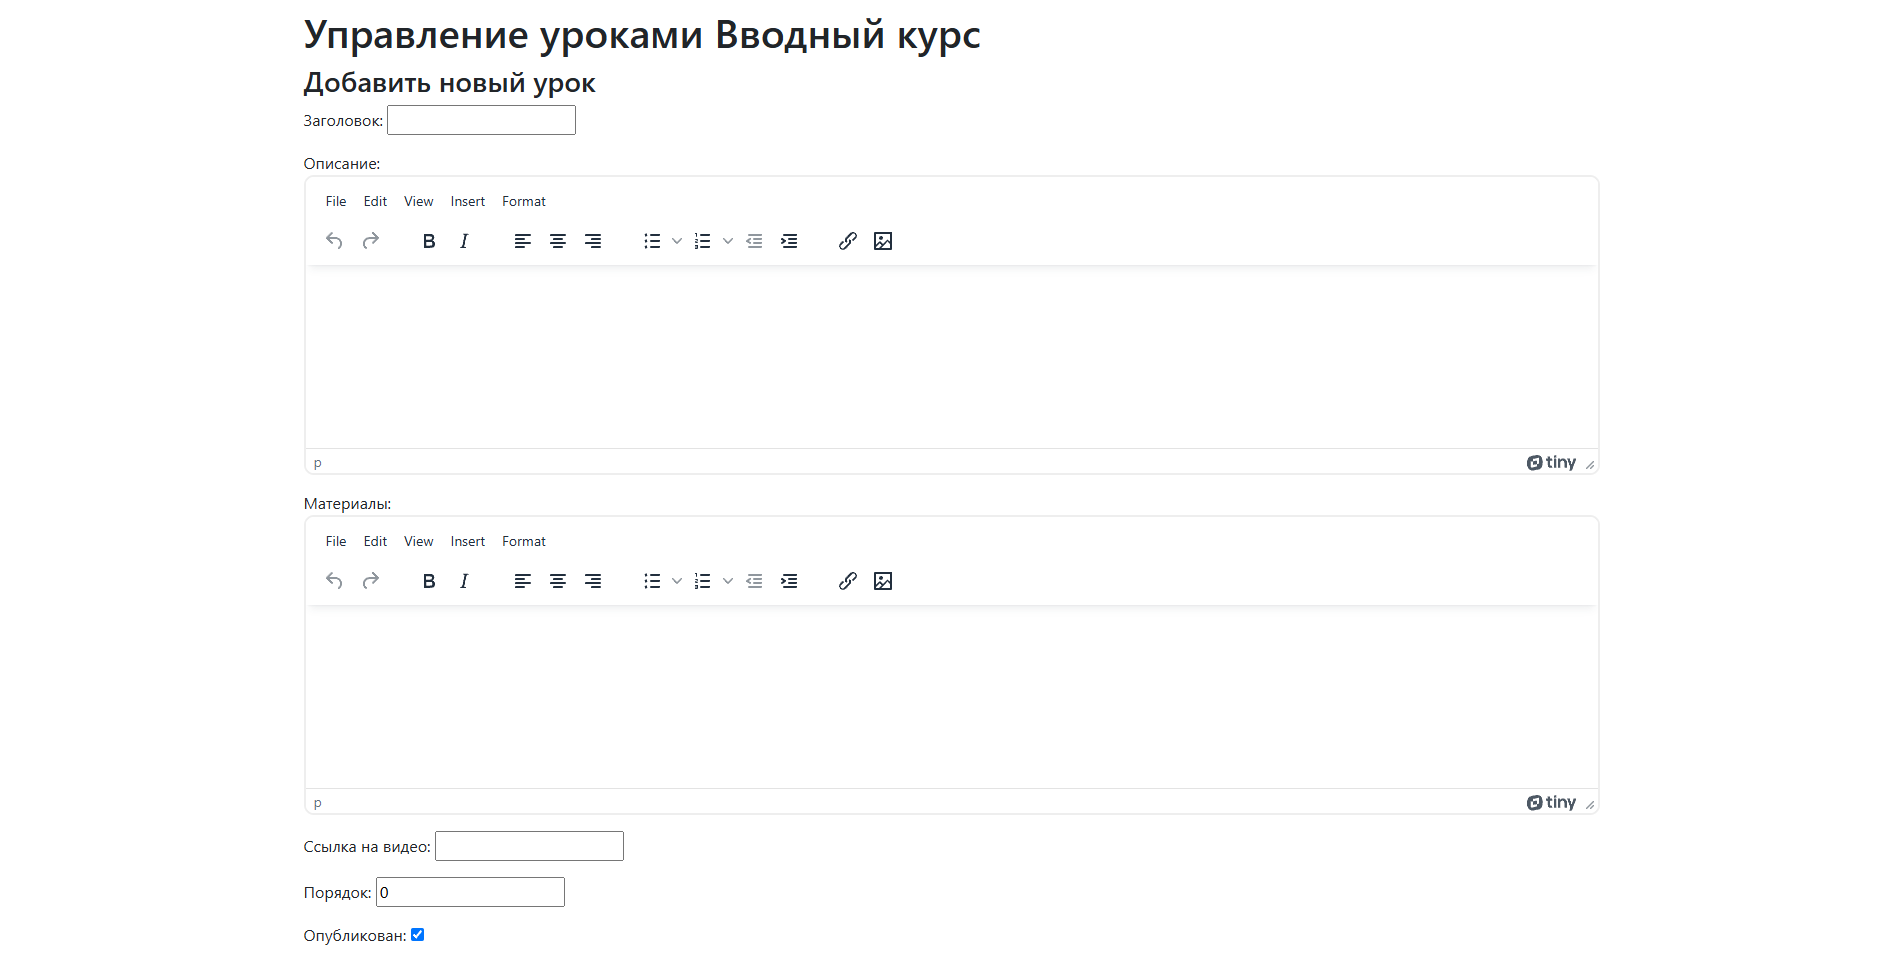 Управление уроками Вводный курс
Добавить новый урок
Заголовок:
Описание:
File Edit View Insert Format
B I
p tiny
Материалы:
File Edit View Insert Format
B I
p tiny
Ссылка на видео:
Порядок: 0
Опубликован: